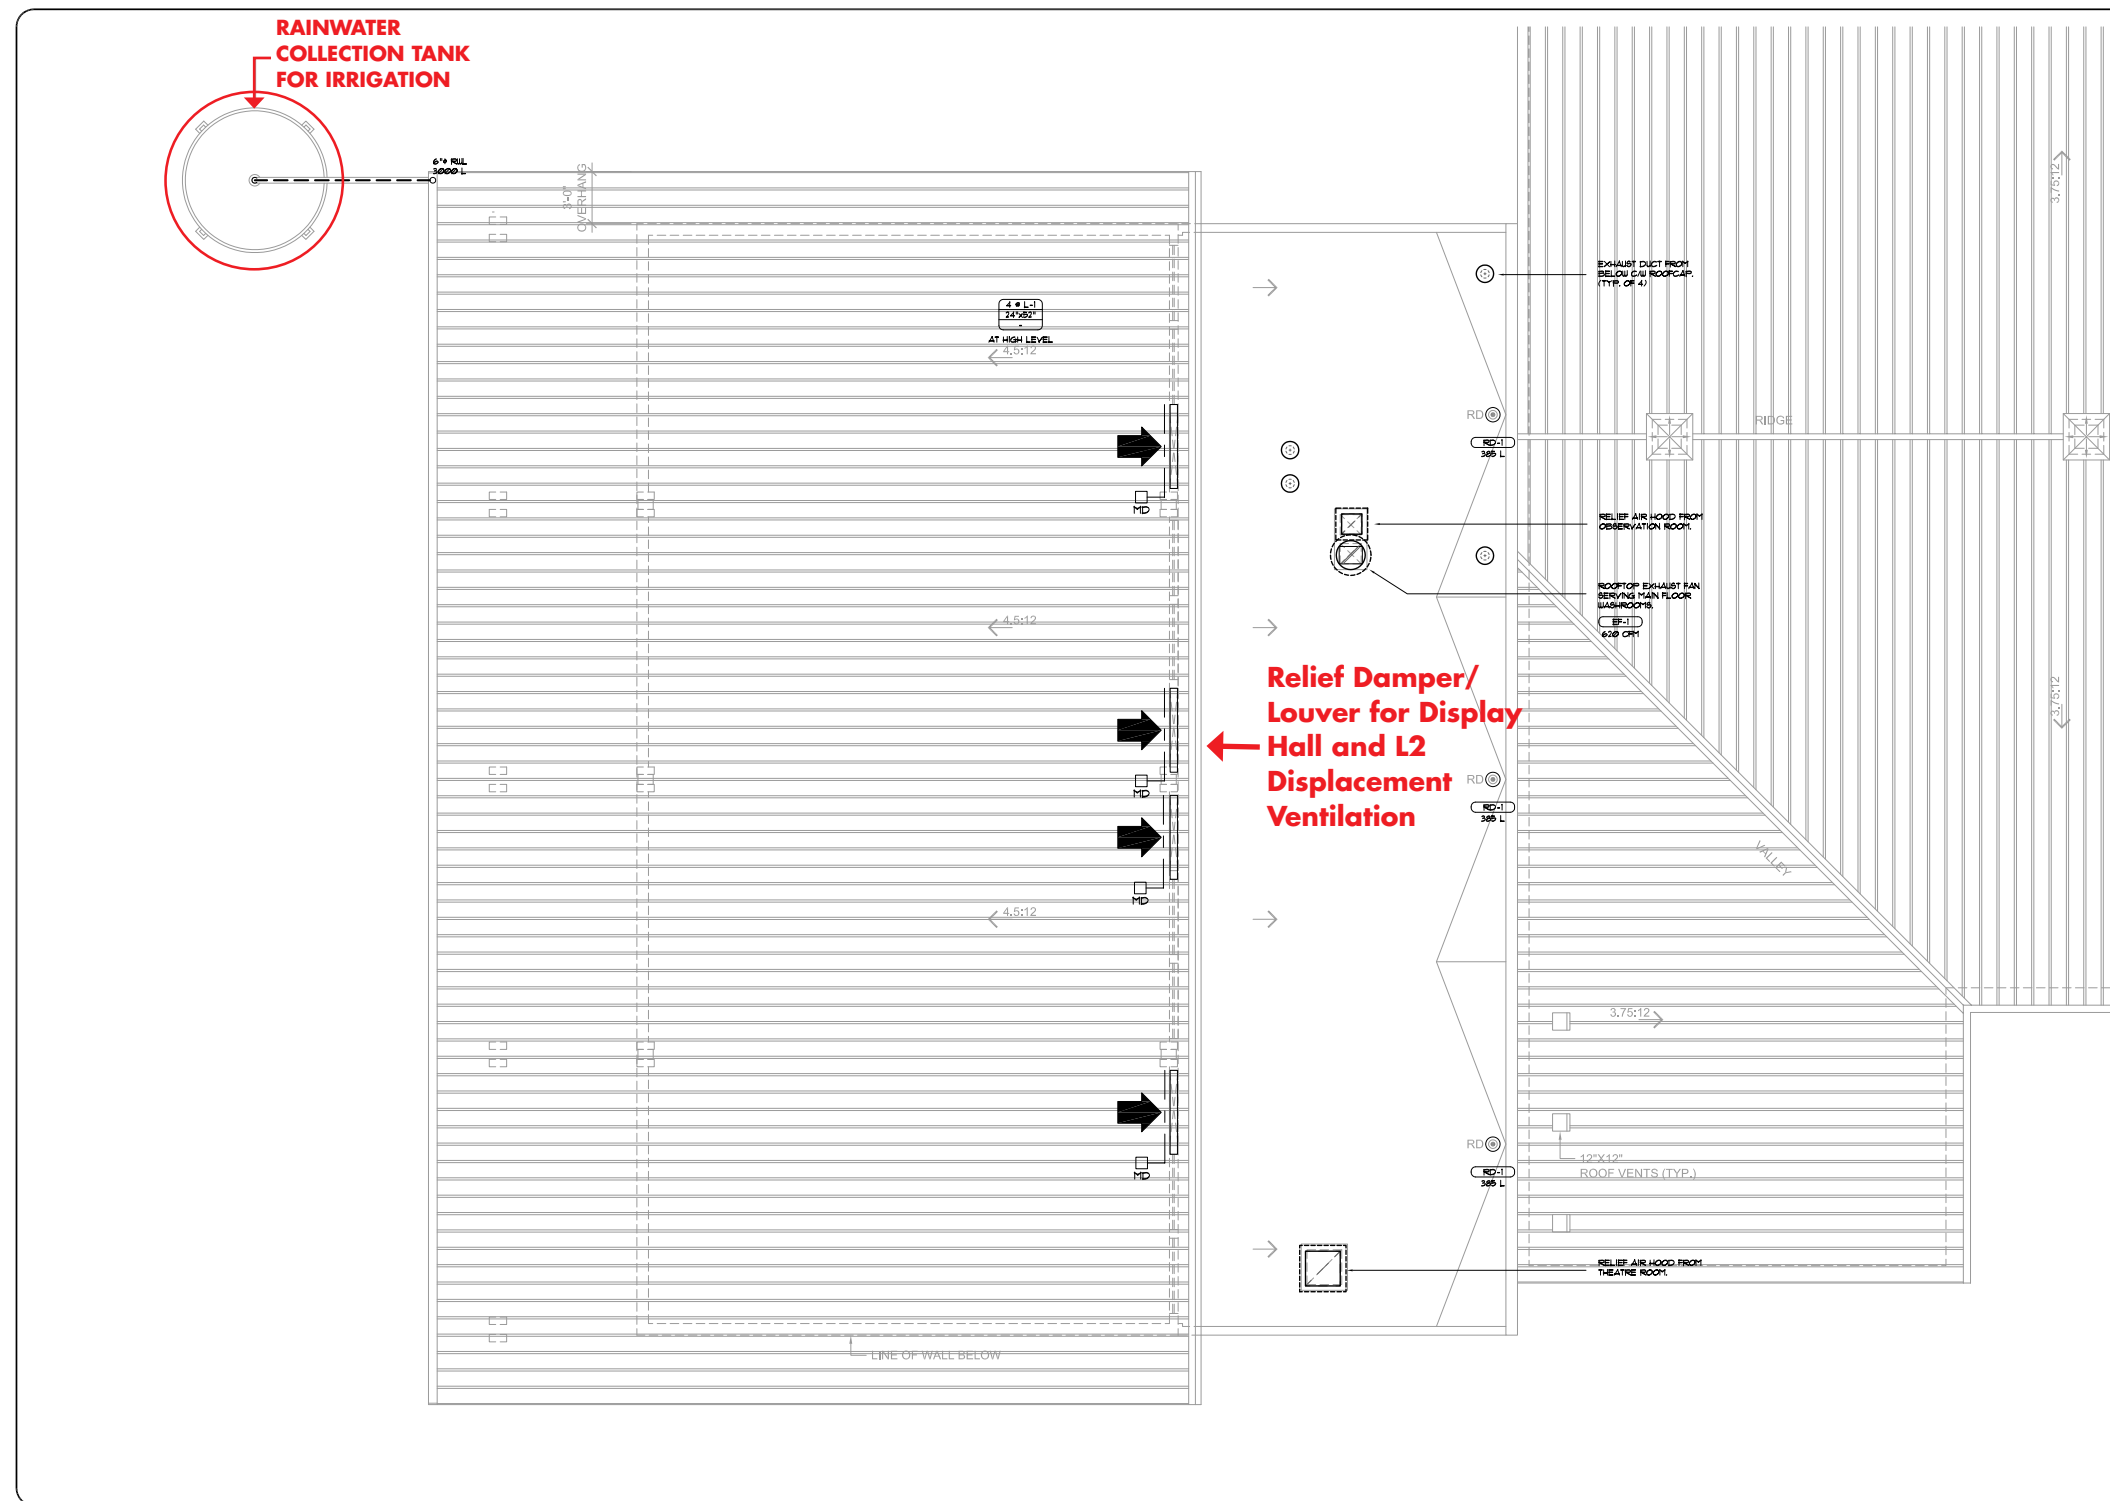 RAINWATER
COLLECTION TANK
FOR IRRIGATION
6"ø RWL
3000 L
3'-0"
OVERHANG
4 @ L-1
24"x52"
-
AT HIGH LEVEL
4.5:12
MD
4.5:12
MD
MD
4.5:12
MD
LINE OF WALL BELOW
EXHAUST DUCT FROM
BELOW C/W ROOFCAP.
(TYP. OF 4)
RD
RD-1
385 L
RELIEF AIR HOOD FROM
OBSERVATION ROOM.
ROOFTOP EXHAUST FAN
SERVING MAIN FLOOR
WASHROOMS.
EF-1
620 CFM
Relief Damper/
Louver for Display
Hall and L2
Displacement
Ventilation
RD
RD-1
385 L
RD
RD-1
385 L
3.75:12
RIDGE
3.75:12
VALLEY
3.75:12
12"X12"
ROOF VENTS (TYP.)
RELIEF AIR HOOD FROM
THEATRE ROOM.